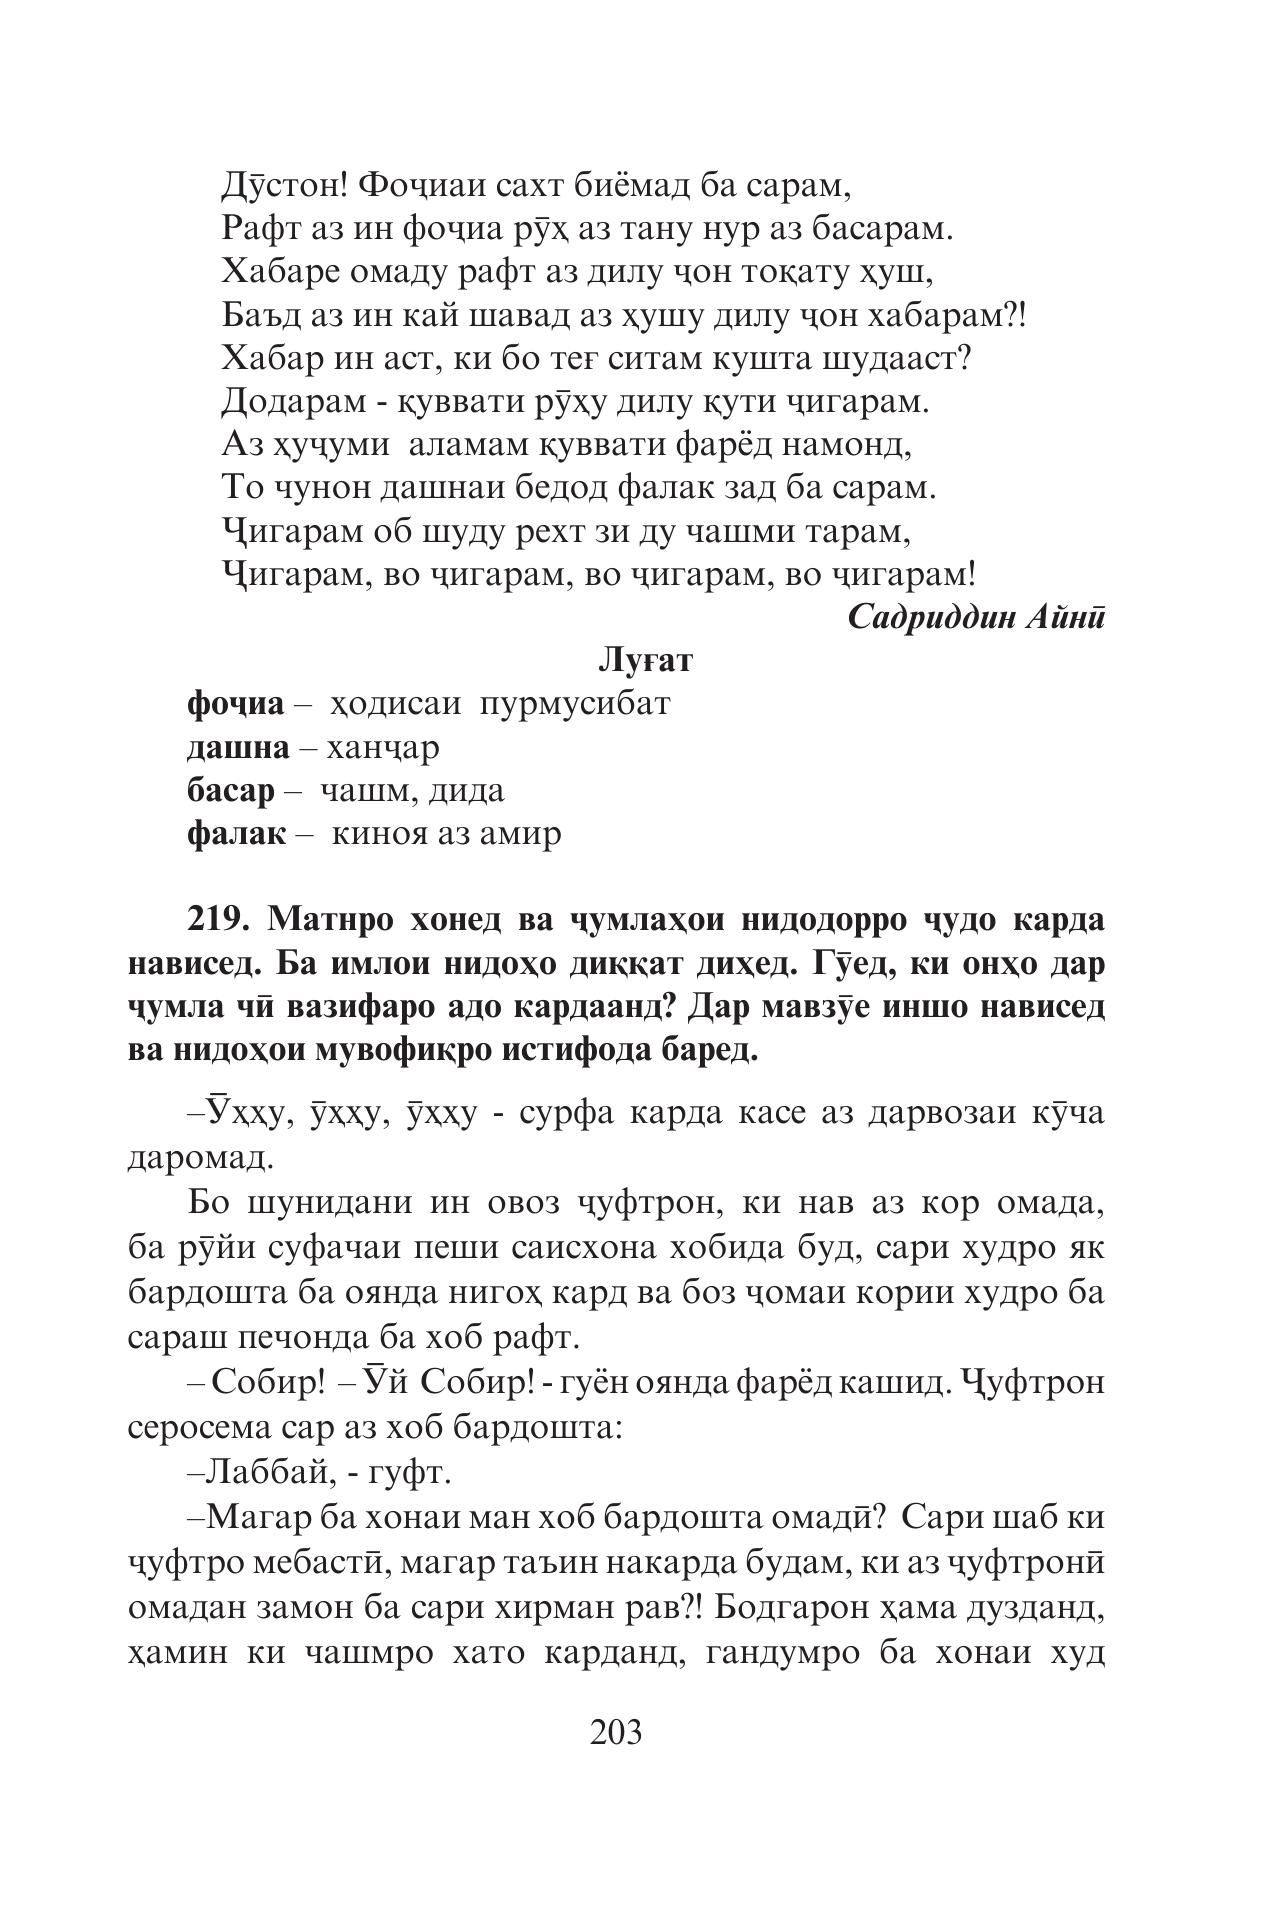 Дӯстон! Фоҷиаи сахт биёмад ба сарам,
Рафт аз ин фоҷиа рӯҳ аз тану нур аз басарам.
Хабаре омаду рафт аз дилу ҷон тоқату ҳуш,
Баъд аз ин кай шавад аз ҳушу дилу ҷон хабарам?!
Хабар ин аст, ки бо теғ ситам кушта шудааст?
Додарам - қуввати рӯҳу дилу қути ҷигарам.
Аз ҳуҷуми аламам қуввати фарёд намонд,
То чунон дашнаи бедод фалак зад ба сарам.
Ҷигарам об шуду рехт зи ду чашми тарам,
Ҷигарам, во ҷигарам, во ҷигарам, во ҷигарам!
Садриддин Айнӣ
Луғат
фоҷиа – ҳодисаи пурмусибат
дашна – ханҷар
басар – чашм, дида
фалак – киноя аз амир
219. Матнро хонед ва ҷумлаҳои нидодорро ҷудо карда
нависед. Ба имлои нидоҳо диққат диҳед. Гӯед, ки онҳо дар
ҷумла чӣ вазифаро адо кардаанд? Дар мавзӯе иншо нависед
ва нидоҳои мувофиқро истифода баред.
–Ӯҳҳу, ӯҳҳу, ӯҳҳу - сурфа карда касе аз дарвозаи кӯча
даромад.
Бо шунидани ин овоз ҷуфтрон, ки нав аз кор омада,
ба рӯйи суфачаи пеши саисхона хобида буд, сари худро як
бардошта ба оянда нигоҳ кард ва боз ҷомаи кории худро ба
сараш печонда ба хоб рафт.
– Собир! – Ӯй Собир! - гуён оянда фарёд кашид. Ҷуфтрон
серосема сар аз хоб бардошта:
–Лаббай, - гуфт.
–Магар ба хонаи ман хоб бардошта омадӣ? Сари шаб ки
ҷуфтро мебастӣ, магар таъин накарда будам, ки аз ҷуфтронӣ
омадан замон ба сари хирман рав?! Бодгарон ҳама дузданд,
ҳамин ки чашмро хато карданд, гандумро ба хонаи худ
203